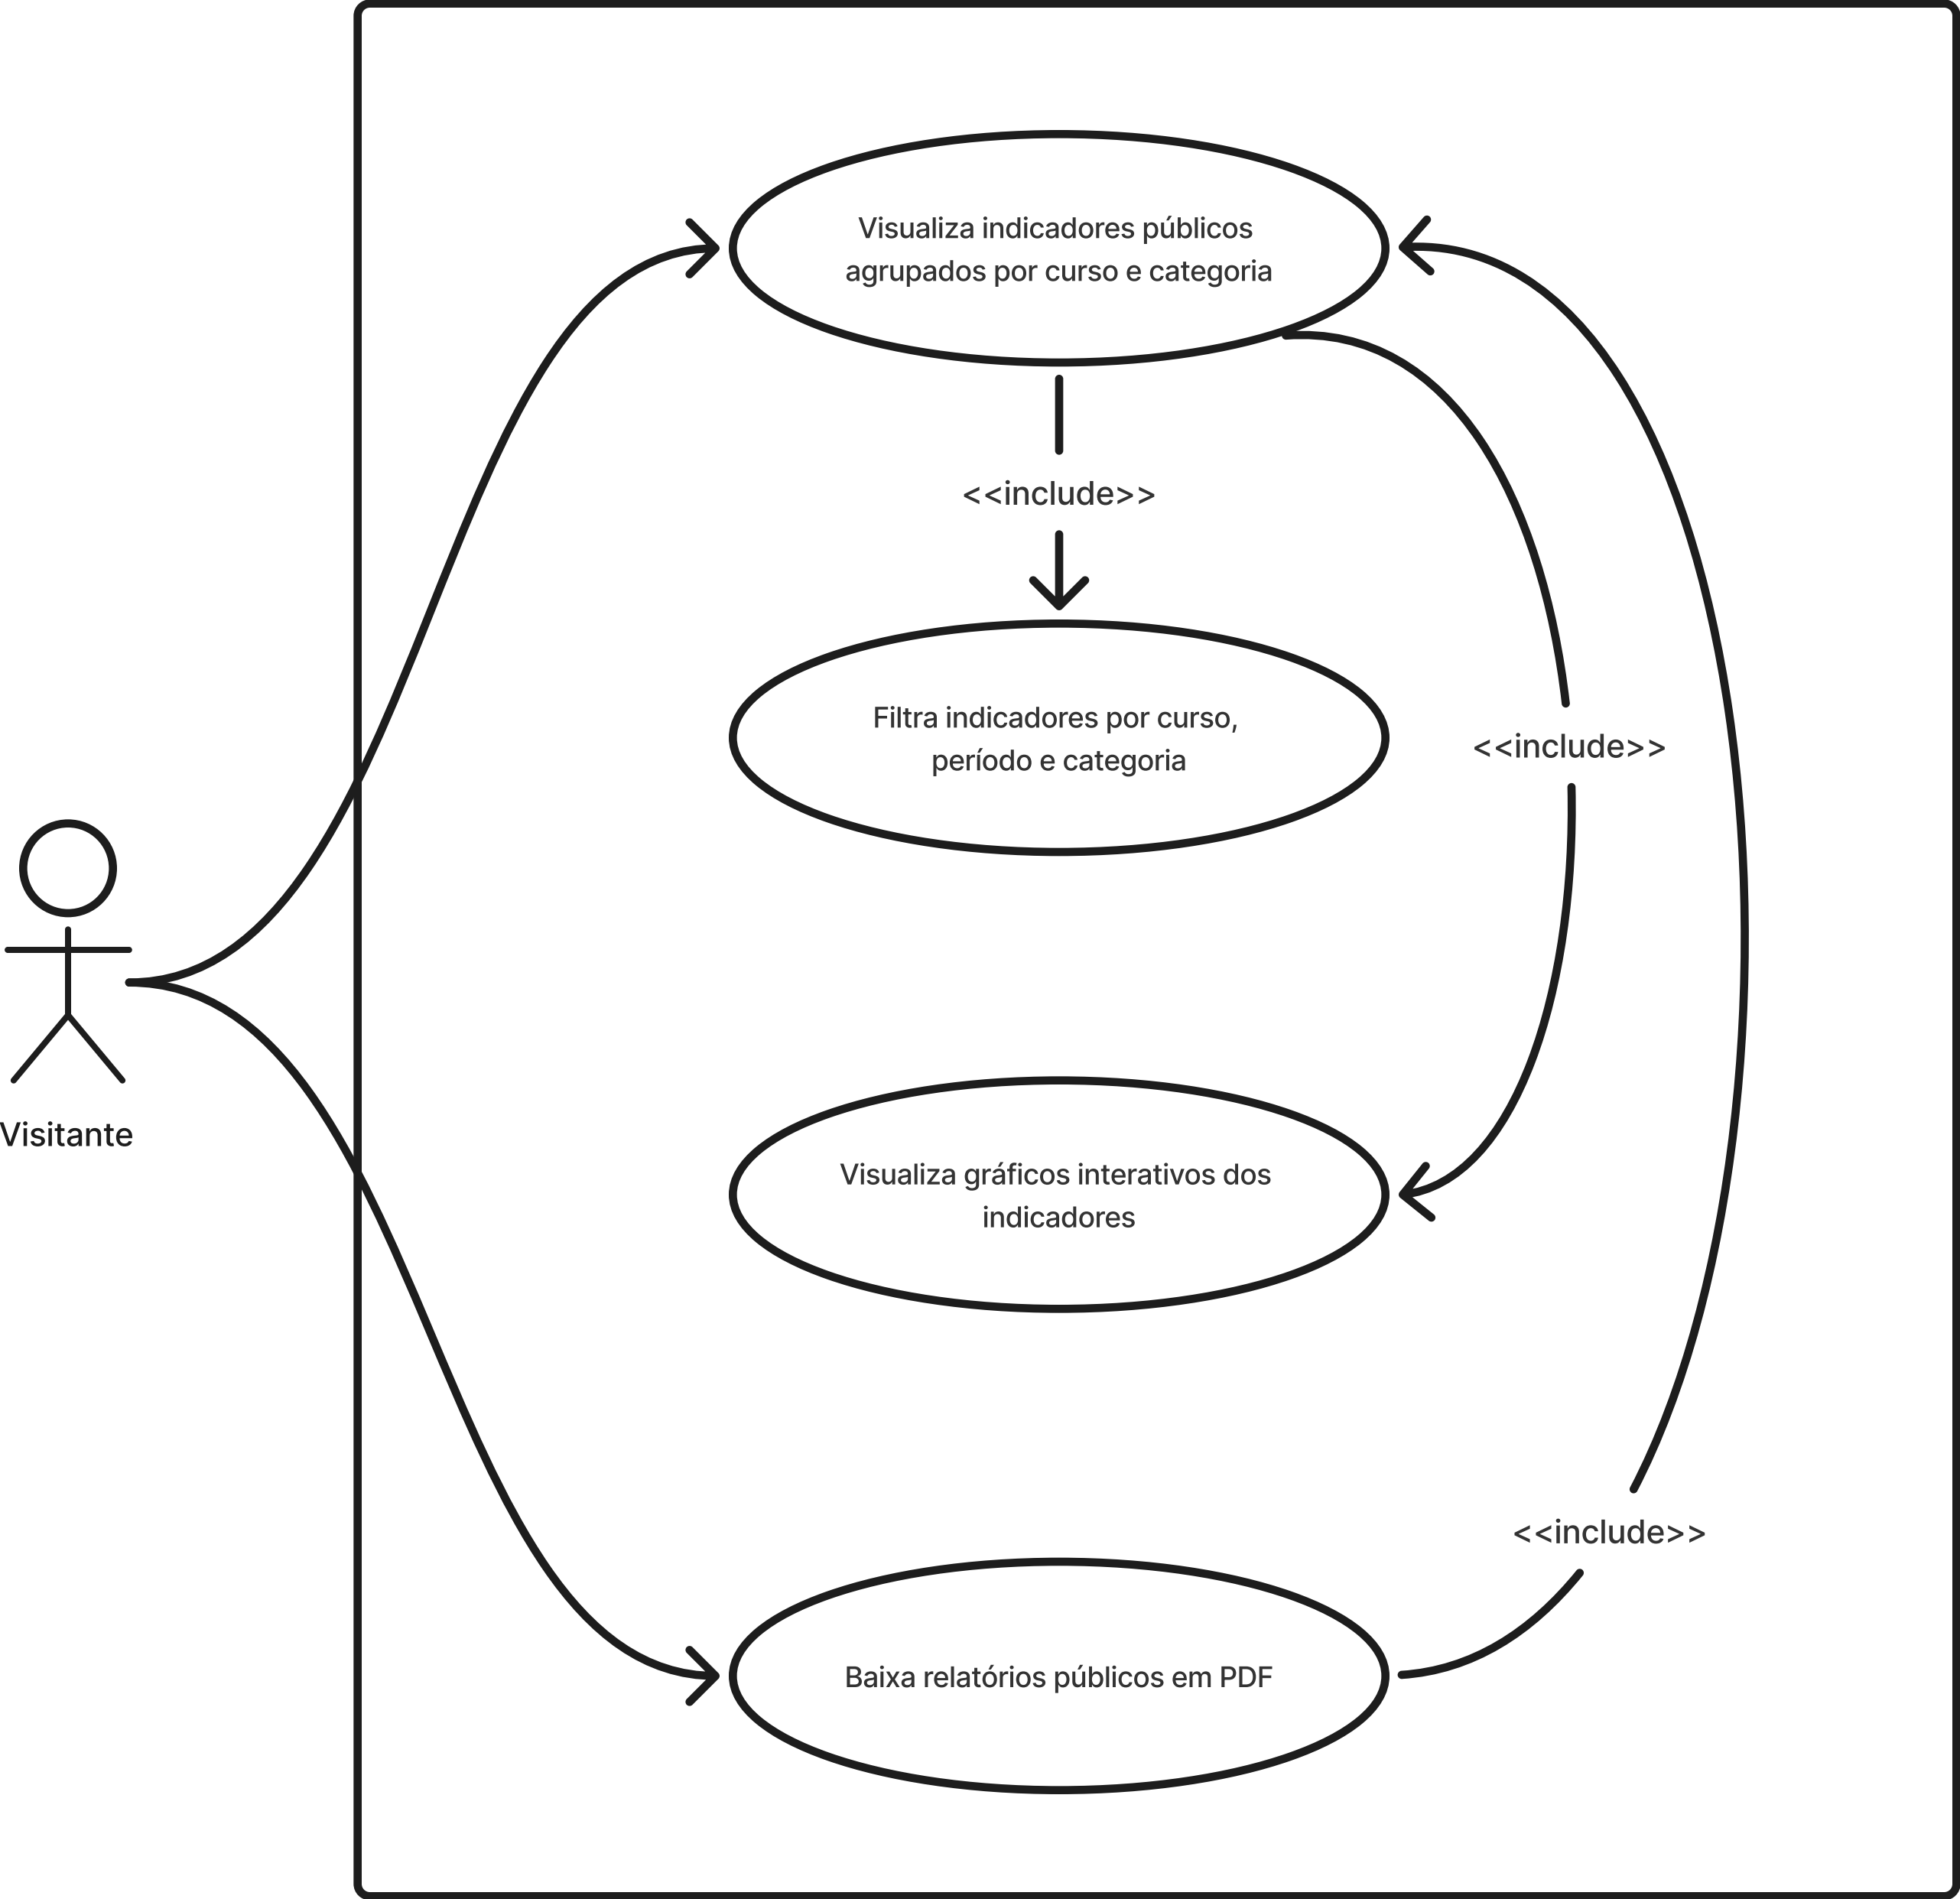 Visualiza indicadores públicos
agrupados por curso e categoria
<<include>>
Filtra indicadores por curso,
período e categoria
<<include>>
Visitante
Visualiza gráficos interativos dos
indicadores
<<include>>
Baixa relatórios públicos em PDF